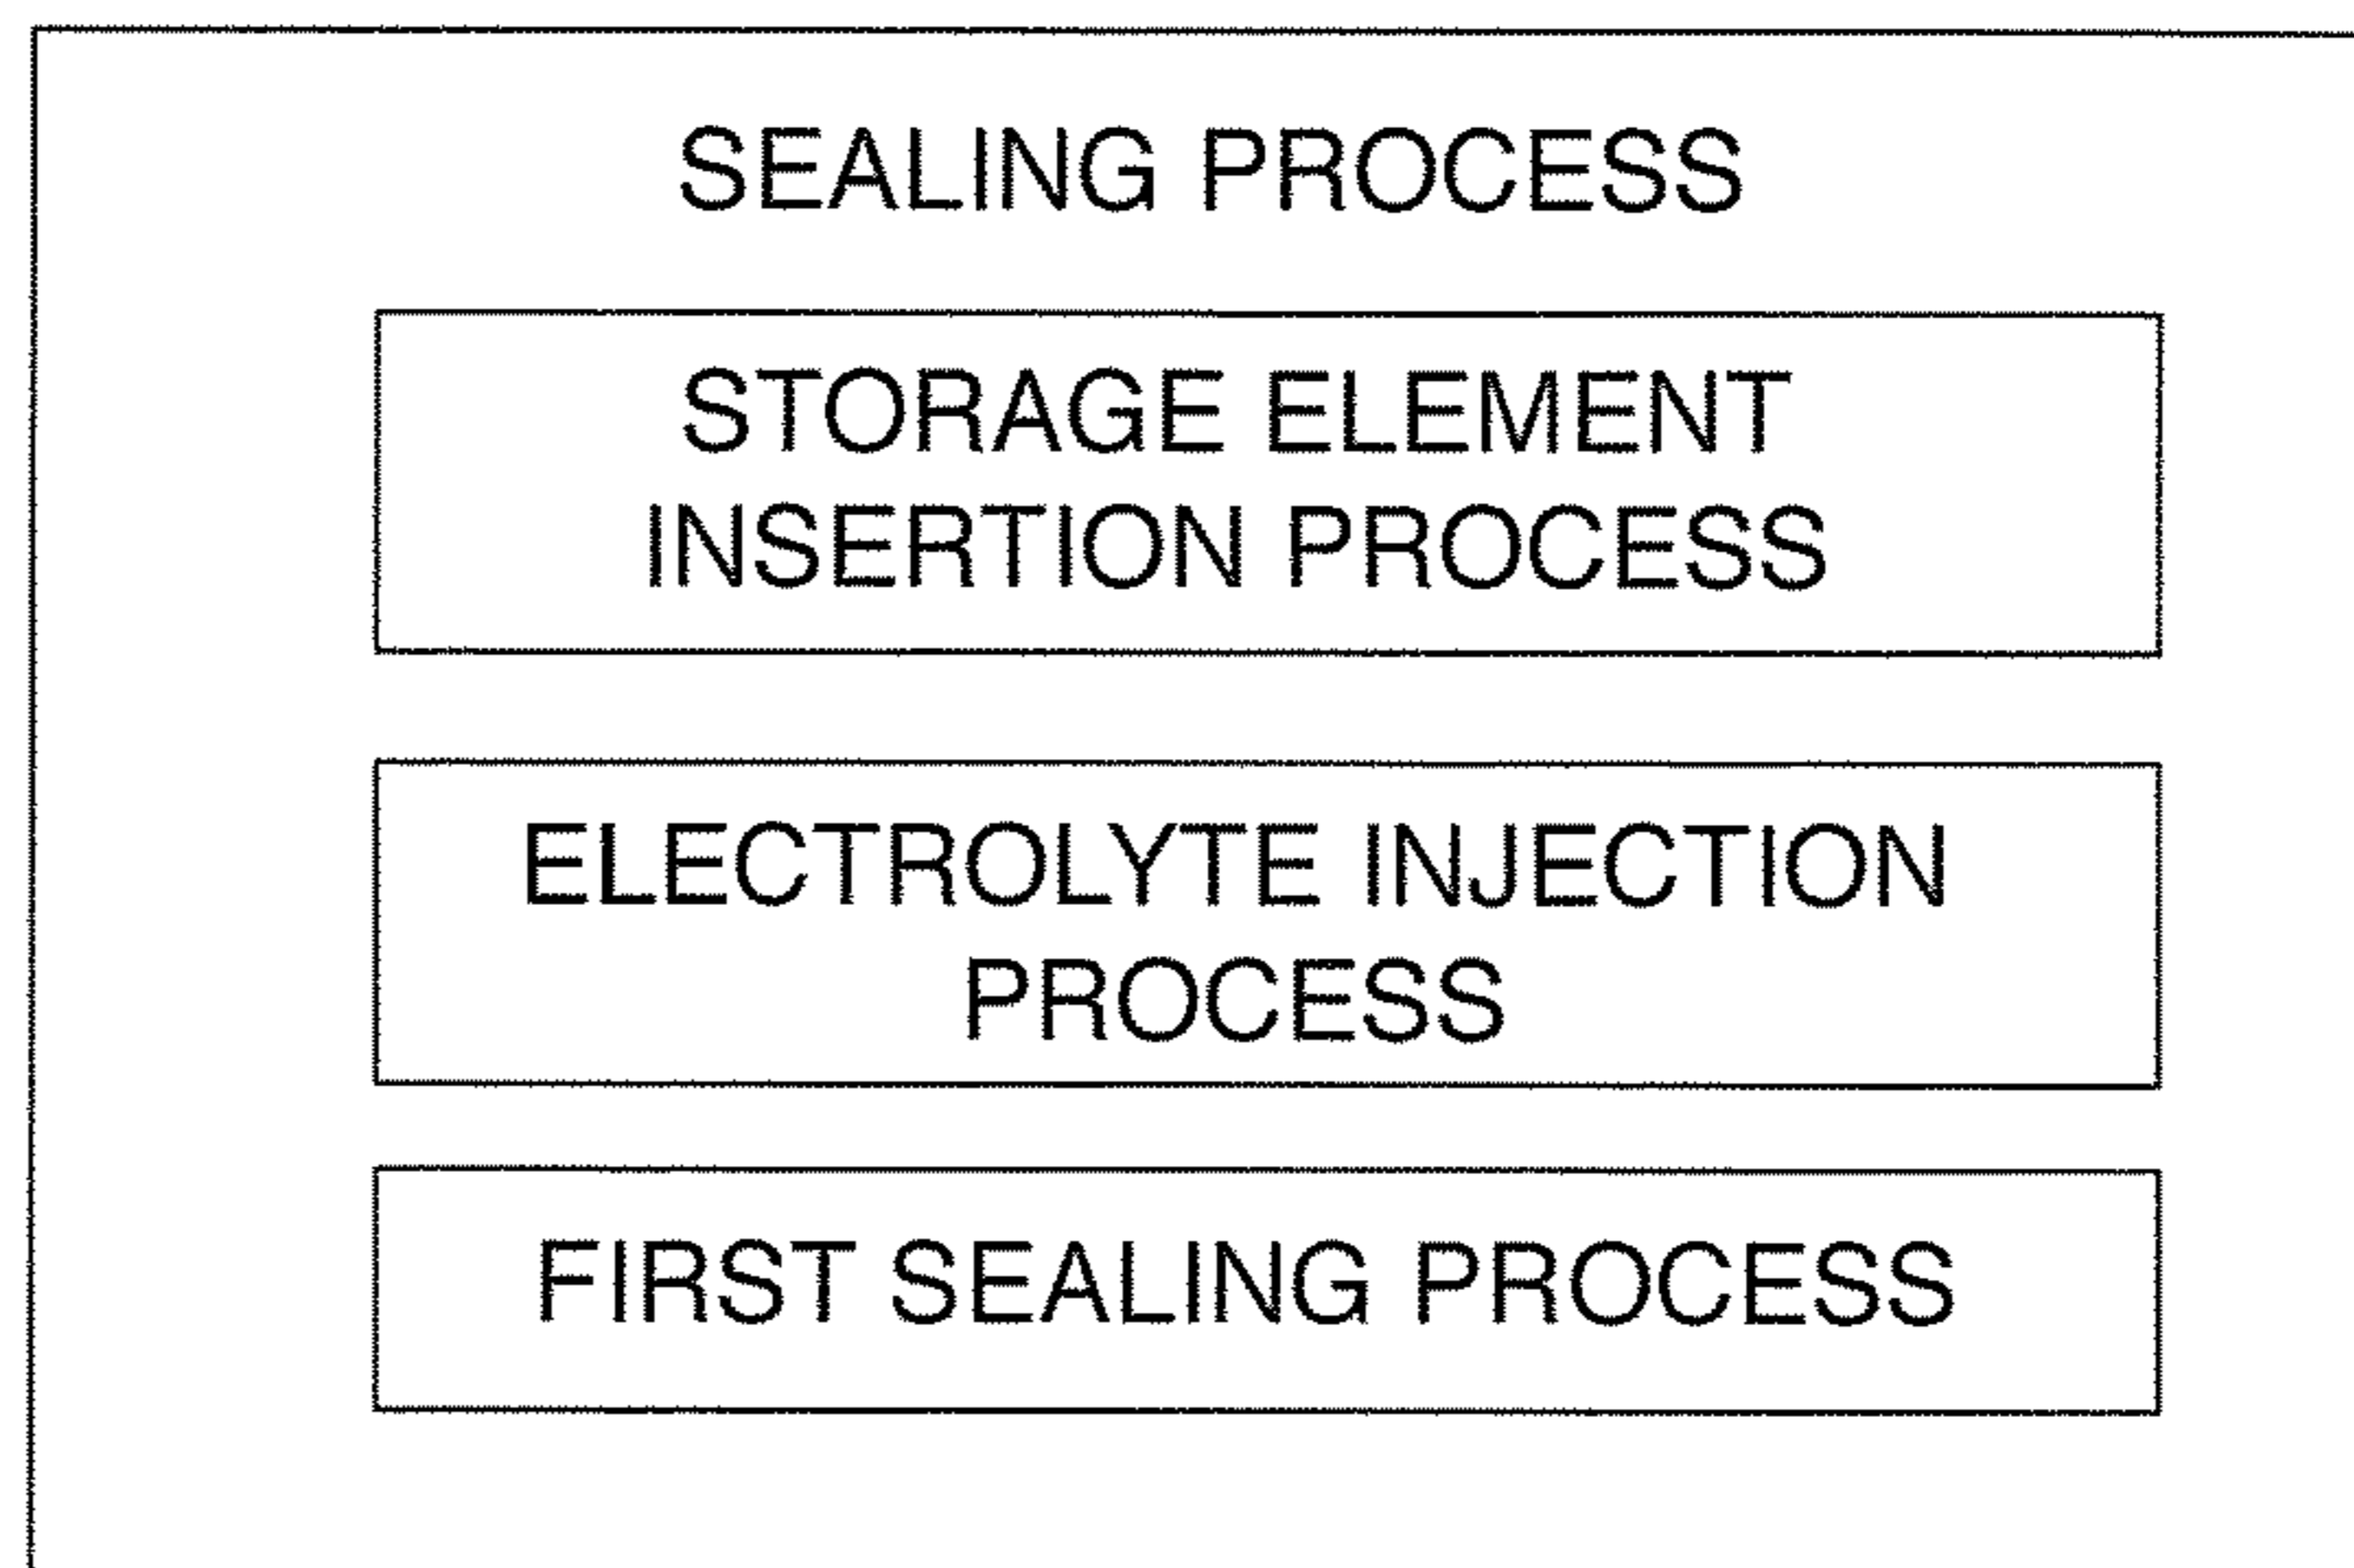 SEALING PROCESS
STORAGE ELEMENT
INSERTION PROCESS
ELECTROLYTE INJECTION
PROCESS
FIRST SEALING PROCESS